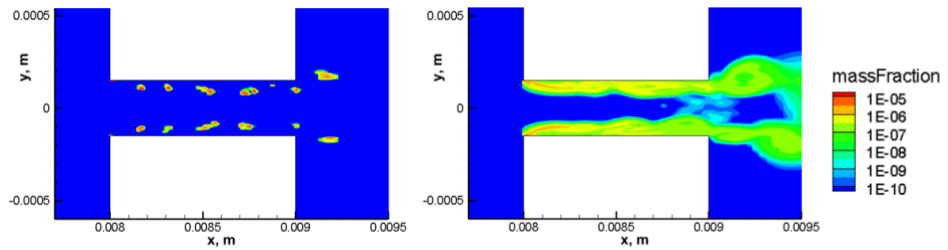 0.0005
y, m
0
-0.0005
0.008
0.0085
0.009
0.0095
x, m
0.0005
y, m
0
-0.0005
0.008
0.0085
0.009
0.0095
x, m
massFraction
1E-05
1E-06
1E-07
1E-08
1E-09
1E-10